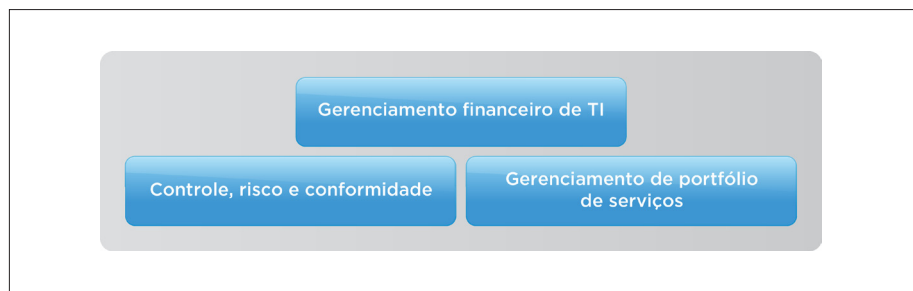 Gerenciamento financeiro de TI
Controle, risco e conformidade
Gerenciamento de portfólio
de serviços